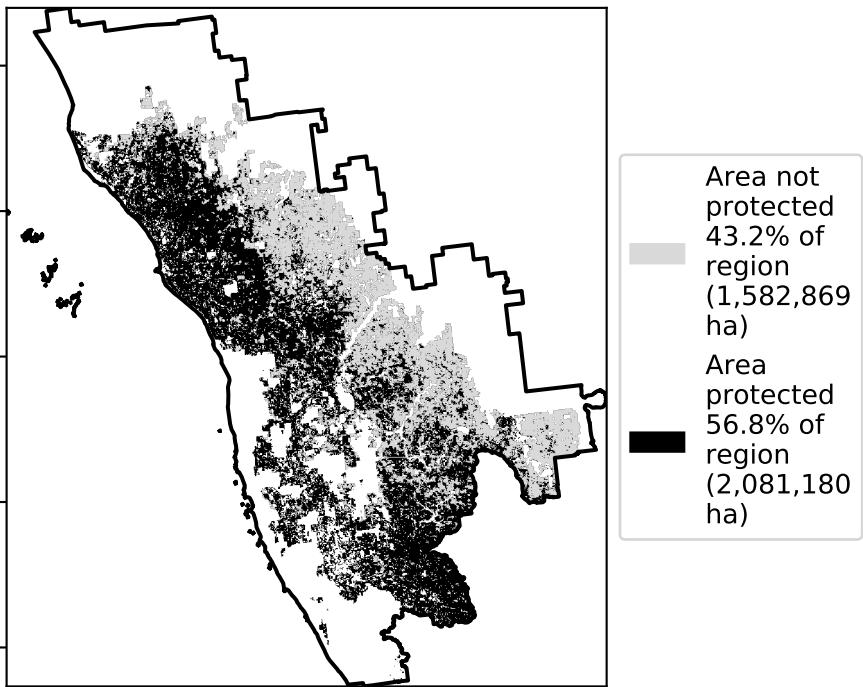 Area not
protected
43.2% of
region
(1,582,869
ha)
Area
protected
56.8% of
region
(2,081,180
ha)